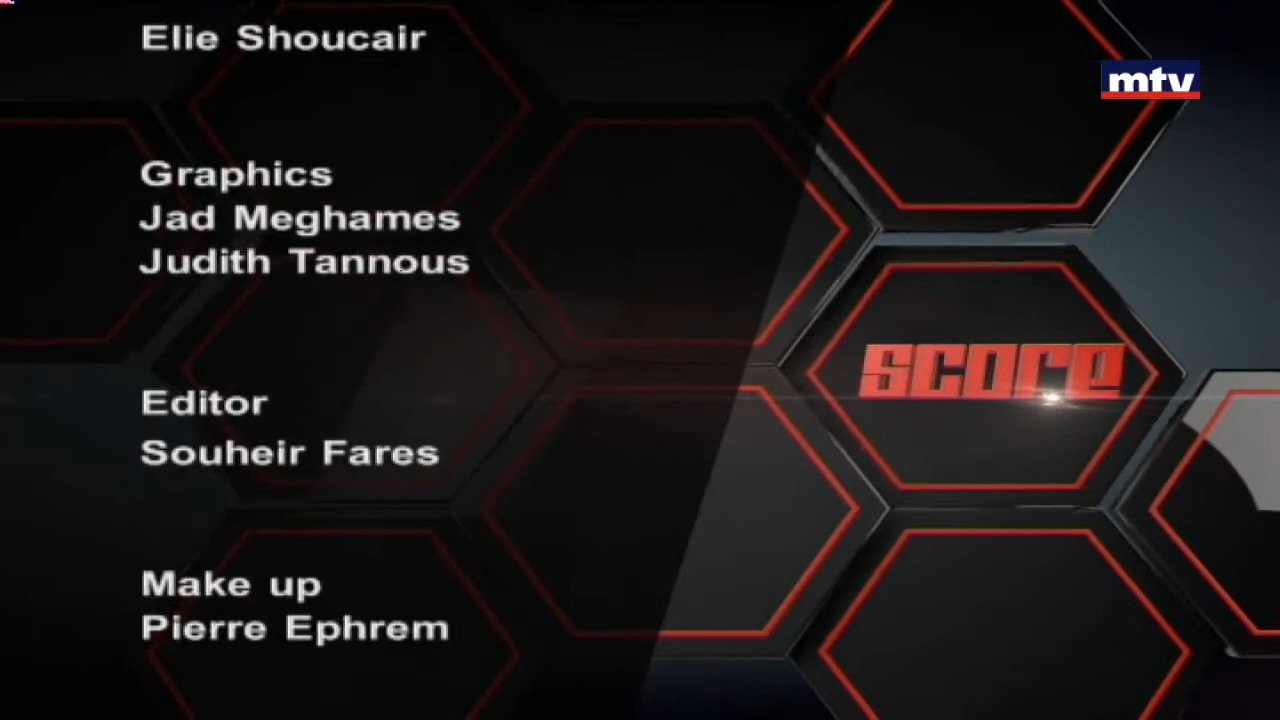 Elie Shoucair
mtv
Graphics
Jad Meghames
Judith Tannous
score
Editor
Souheir Fares
Make up
Pierre Ephrem